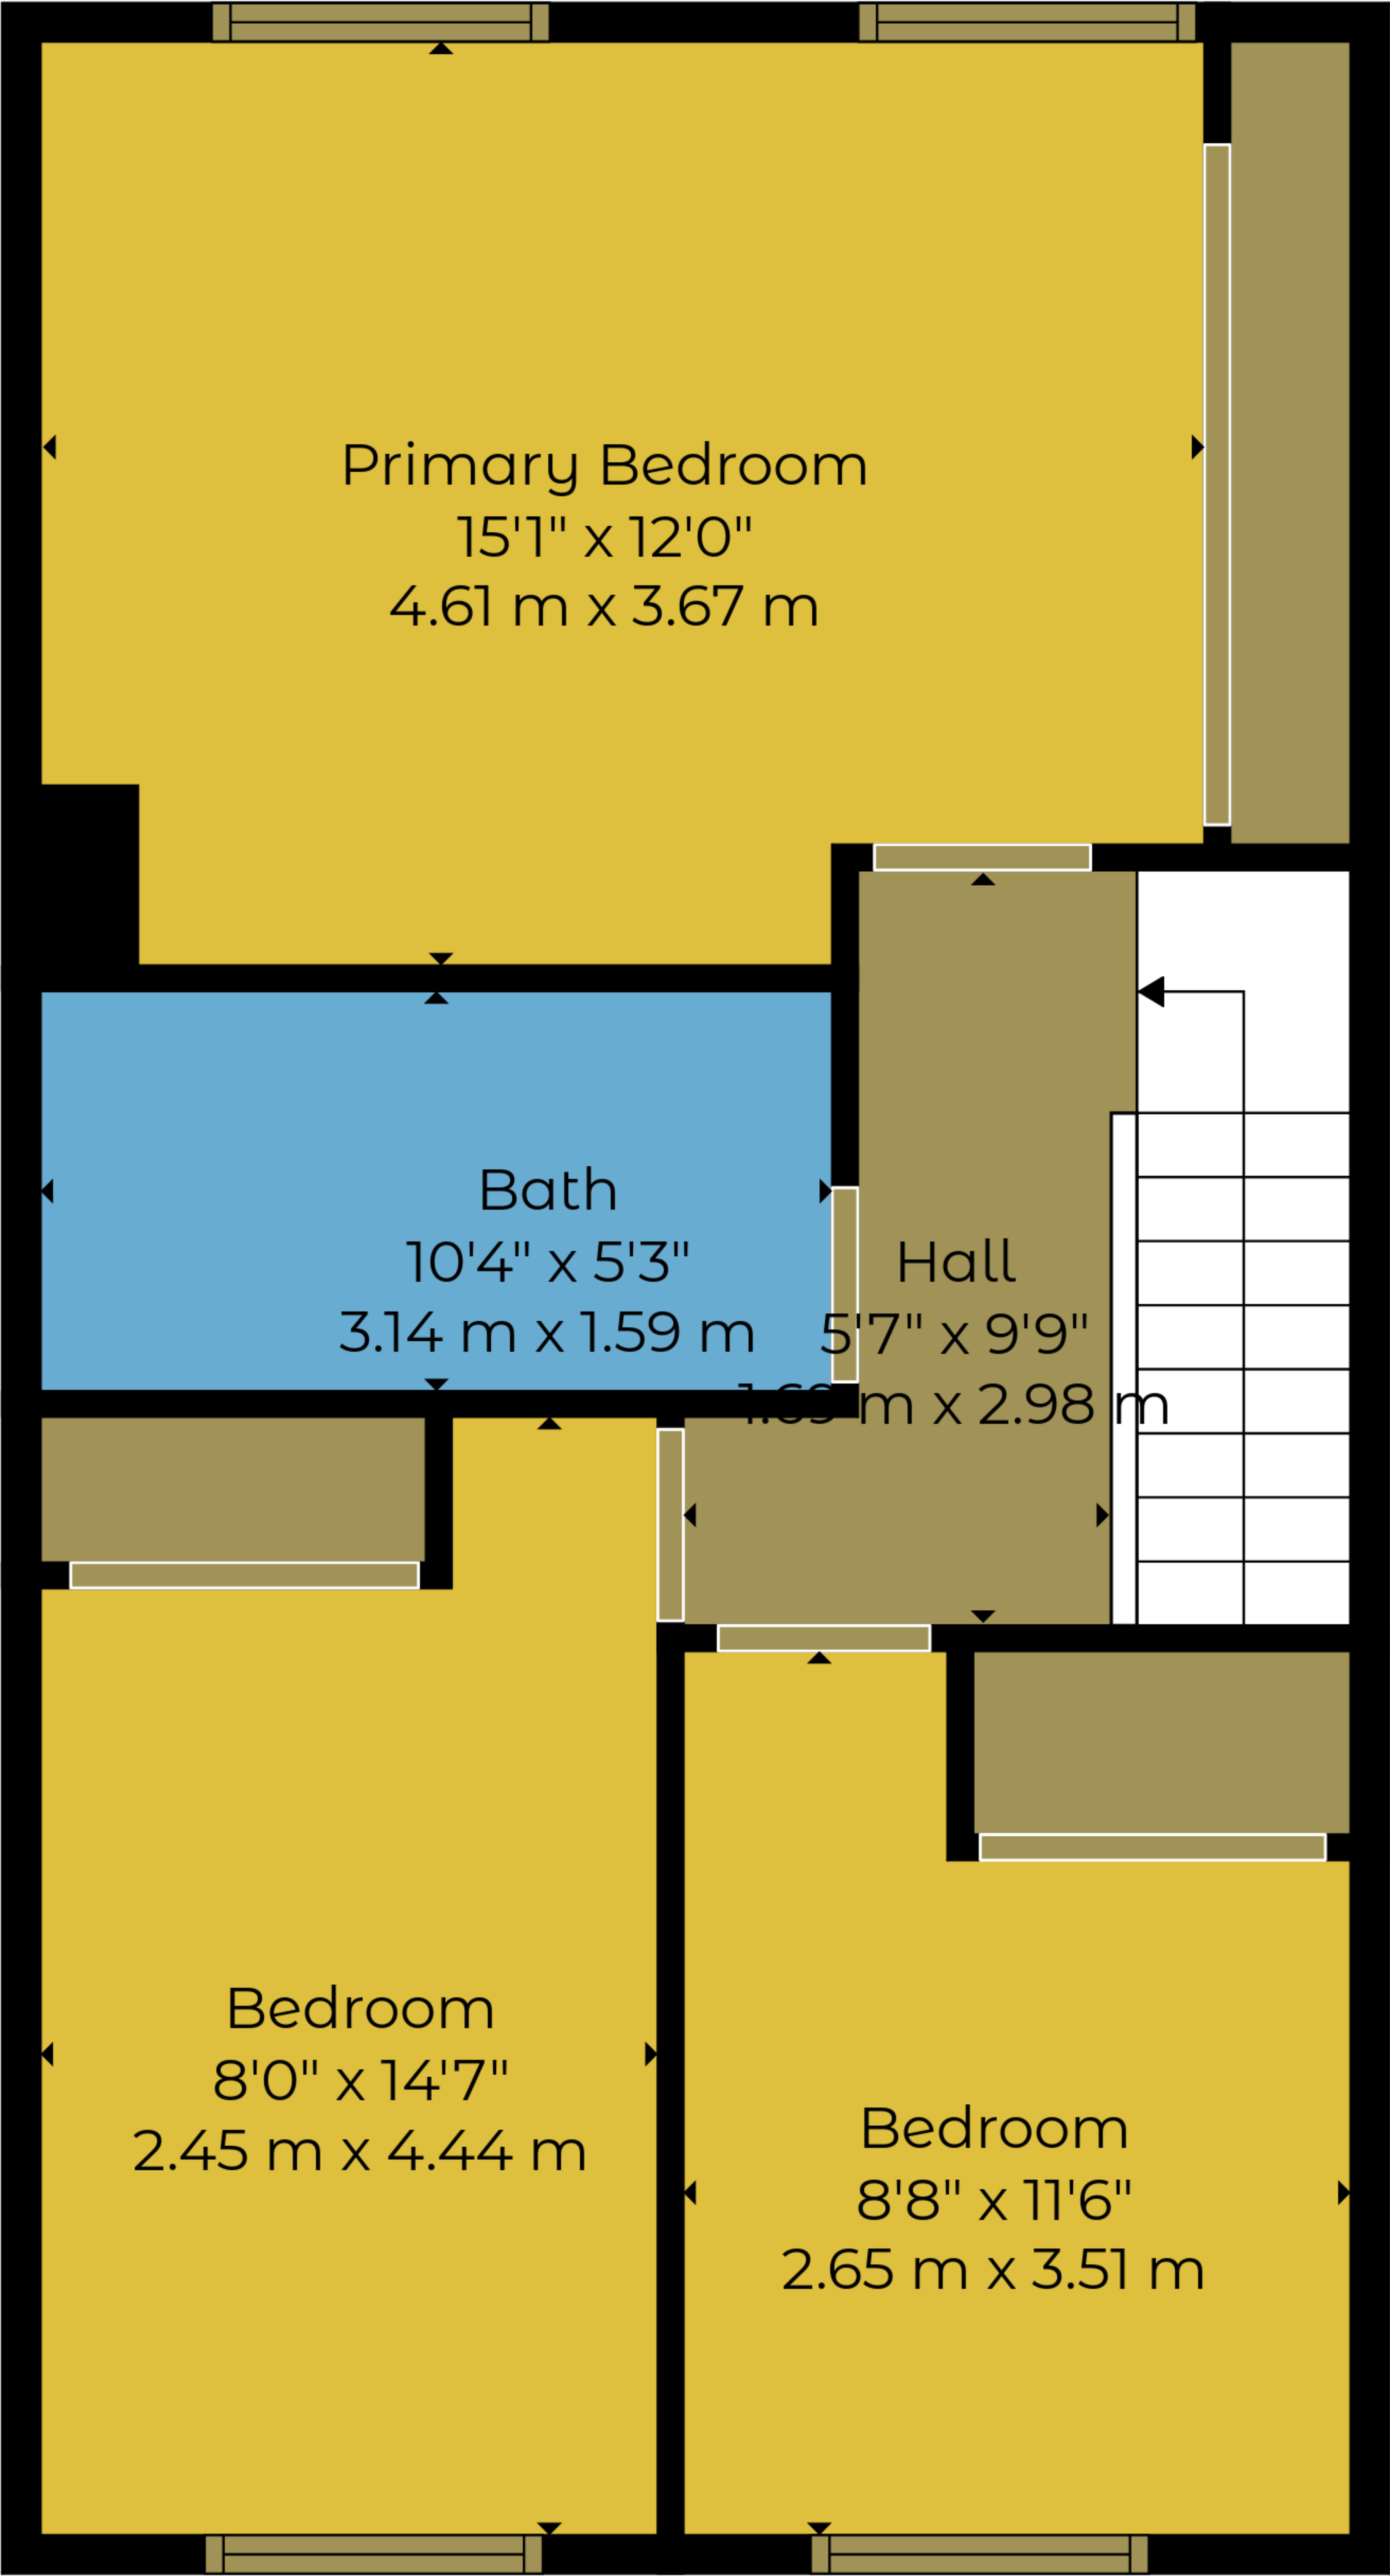 Primary Bedroom
15'1" x 12'0"
4.61 m x 3.67 m
Bath
10'4" x 5'3"
3.14 m x 1.59 m
Hall
5'7" x 9'9"
1.69 m x 2.98 m
Bedroom
8'0" x 14'7"
2.45 m x 4.44 m
Bedroom
8'8" x 11'6"
2.65 m x 3.51 m